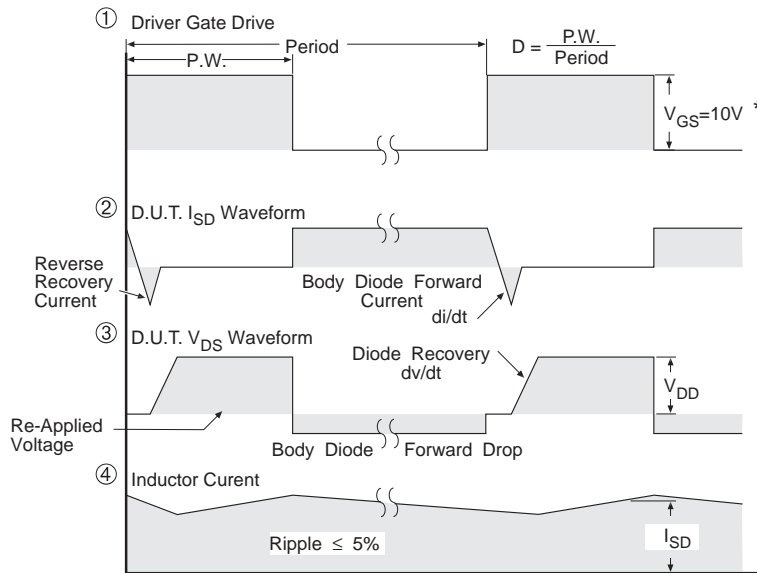 ① Driver Gate Drive
Period
P.W.
D = P.W. / Period
V_GS=10V *
② D.U.T. I_SD Waveform
Reverse
Recovery
Current
Body Diode Forward
Current
di/dt
③ D.U.T. V_DS Waveform
Diode Recovery
dv/dt
V_DD
Re-Applied
Voltage
Body Diode Forward Drop
④ Inductor Curent
Ripple ≤ 5%
I_SD